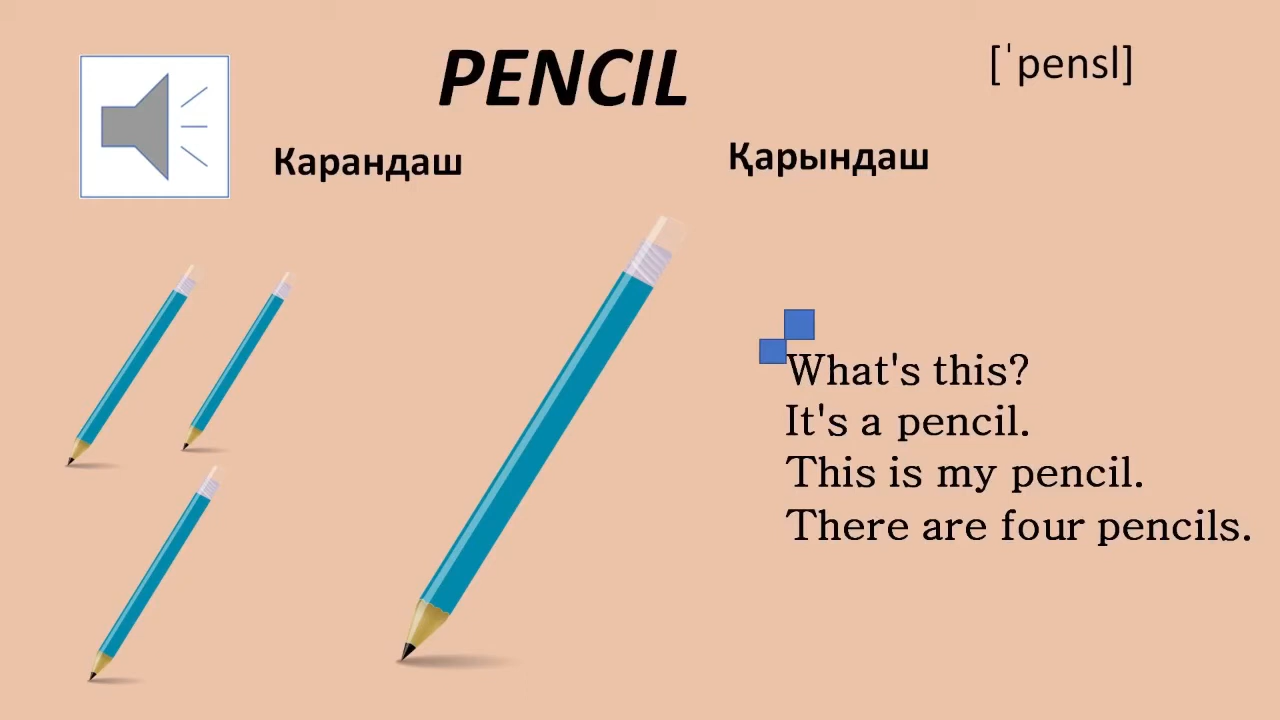 PENCIL
[ˈpensl]
Карандаш
Қарындаш
What's this?
It's a pencil.
This is my pencil.
There are four pencils.